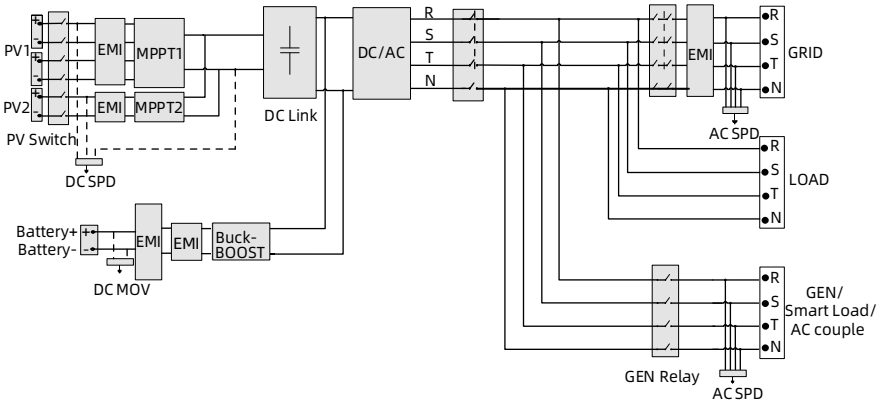 PV1
+
-
+
-
PV2
+
-
PV Switch
EMI
MPPT1
EMI
MPPT2
DC SPD
DC Link
DC/AC
R
S
T
N
EMI
R
S
T
N
GRID
AC SPD
R
S
T
N
LOAD
Battery+
Battery-
+
-
EMI
EMI
Buck-
BOOST
DC MOV
GEN Relay
R
S
T
N
GEN/
Smart Load/
AC couple
AC SPD